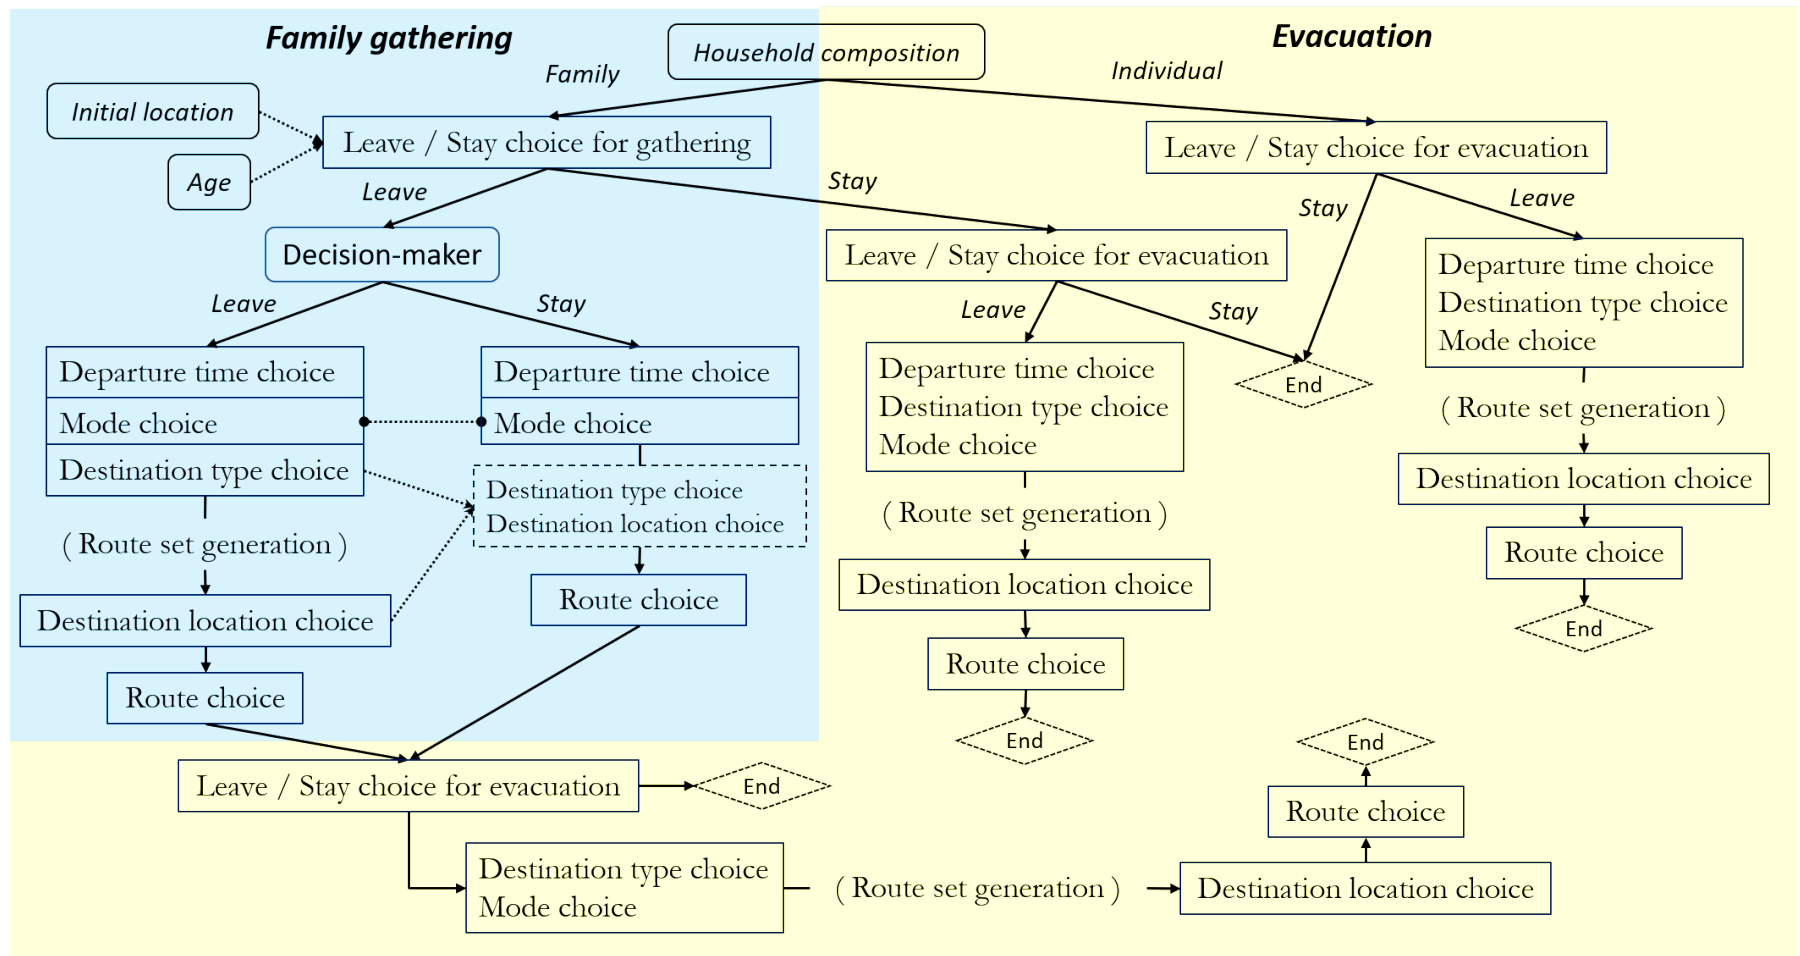 Family gathering
Household composition
Evacuation
Family
Individual
Initial location
Leave / Stay choice for gathering
Leave / Stay choice for evacuation
Age
Leave
Stay
Stay
Leave
Decision-maker
Leave / Stay choice for evacuation
Departure time choice
Destination type choice
Mode choice
Leave
Stay
Leave
Stay
End
Departure time choice
Mode choice
Destination type choice
Departure time choice
Mode choice
Departure time choice
Destination type choice
Mode choice
( Route set generation )
Destination type choice
Destination location choice
( Route set generation )
Destination location choice
( Route set generation )
Route choice
Destination location choice
Route choice
End
Destination location choice
Route choice
Route choice
End
Leave / Stay choice for evacuation
End
End
Route choice
Destination type choice
Mode choice
( Route set generation )
Destination location choice